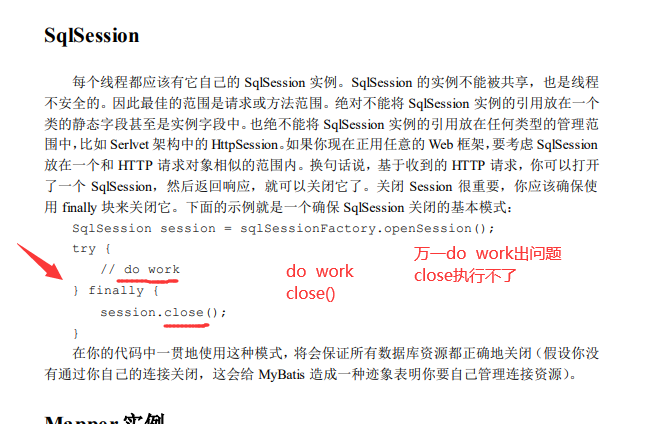 SqlSession
每个线程都应该有它自己的 SqlSession 实例。SqlSession 的实例不能被共享，也是线程
不安全的。因此最佳的范围是请求或方法范围。绝对不能将 SqlSession 实例的引用放在一个
类的静态字段甚至是实例字段中。也绝不能将 SqlSession 实例的引用放在任何类型的管理范
围中，比如 Serlvet 架构中的 HttpSession。如果你现在正用任意的 Web 框架，要考虑 SqlSession
放在一个和 HTTP 请求对象相似的范围内。换句话说，基于收到的 HTTP 请求，你可以打开
了一个 SqlSession，然后返回响应，就可以关闭它了。关闭 Session 很重要，你应该确保使
用 finally 块来关闭它。下面的示例就是一个确保 SqlSession 关闭的基本模式：
SqlSession session = sqlSessionFactory.openSession();
try {
// do work
} finally {
session.close();
}
do work
close()
万一do work出问题
close执行不了
在你的代码中一贯地使用这种模式，将会保证所有数据库资源都正确地关闭（假设你没
有通过你自己的连接关闭，这会给 MyBatis 造成一种迹象表明你要自己管理连接资源）。
Mapper 实例